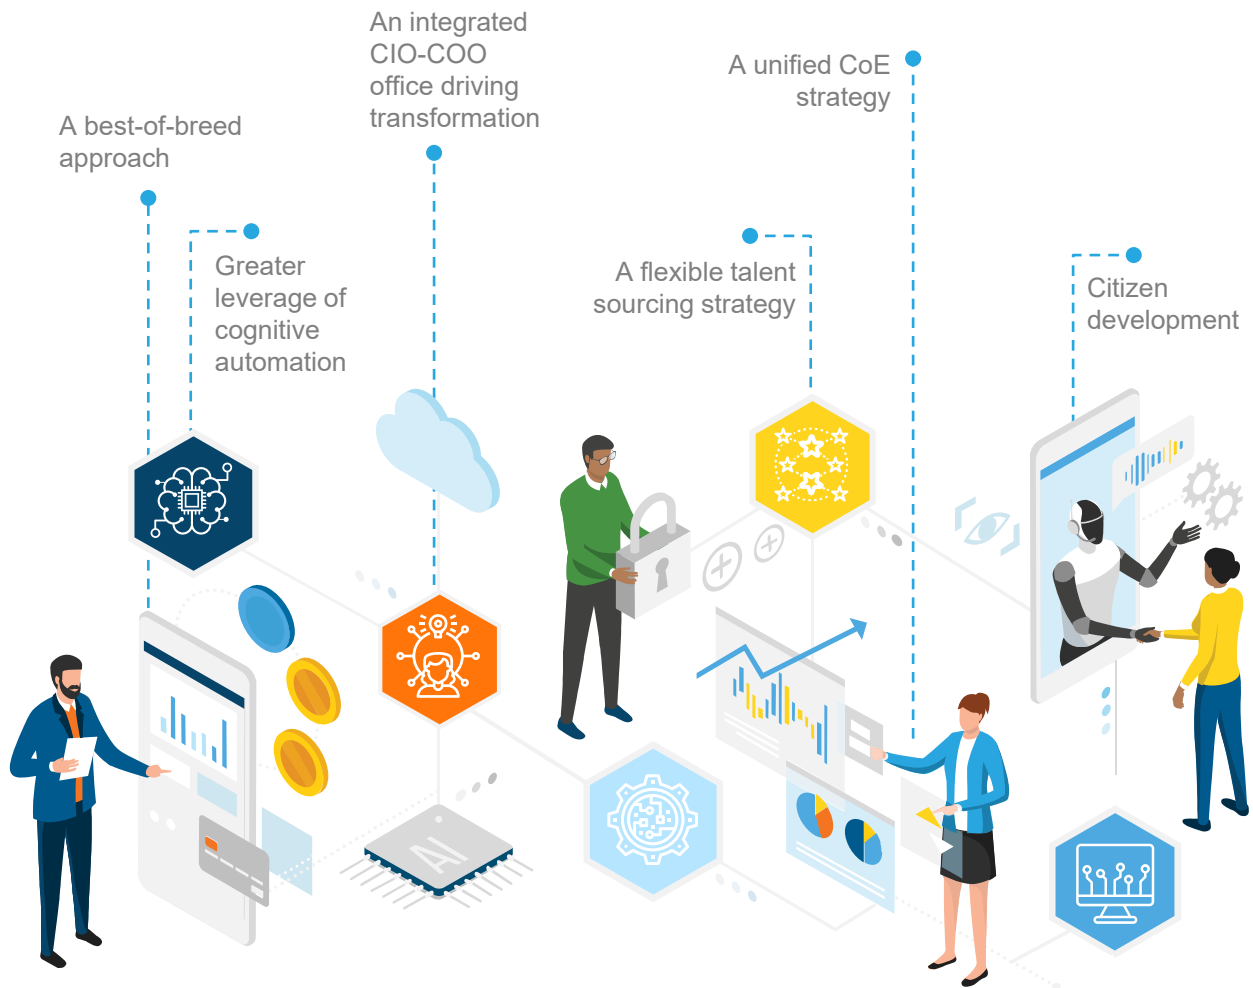 An integrated
CIO-COO
office driving
transformation
A unified CoE
strategy
A best-of-breed
approach
Greater
leverage of
cognitive
automation
A flexible talent
sourcing strategy
Citizen
development
AI